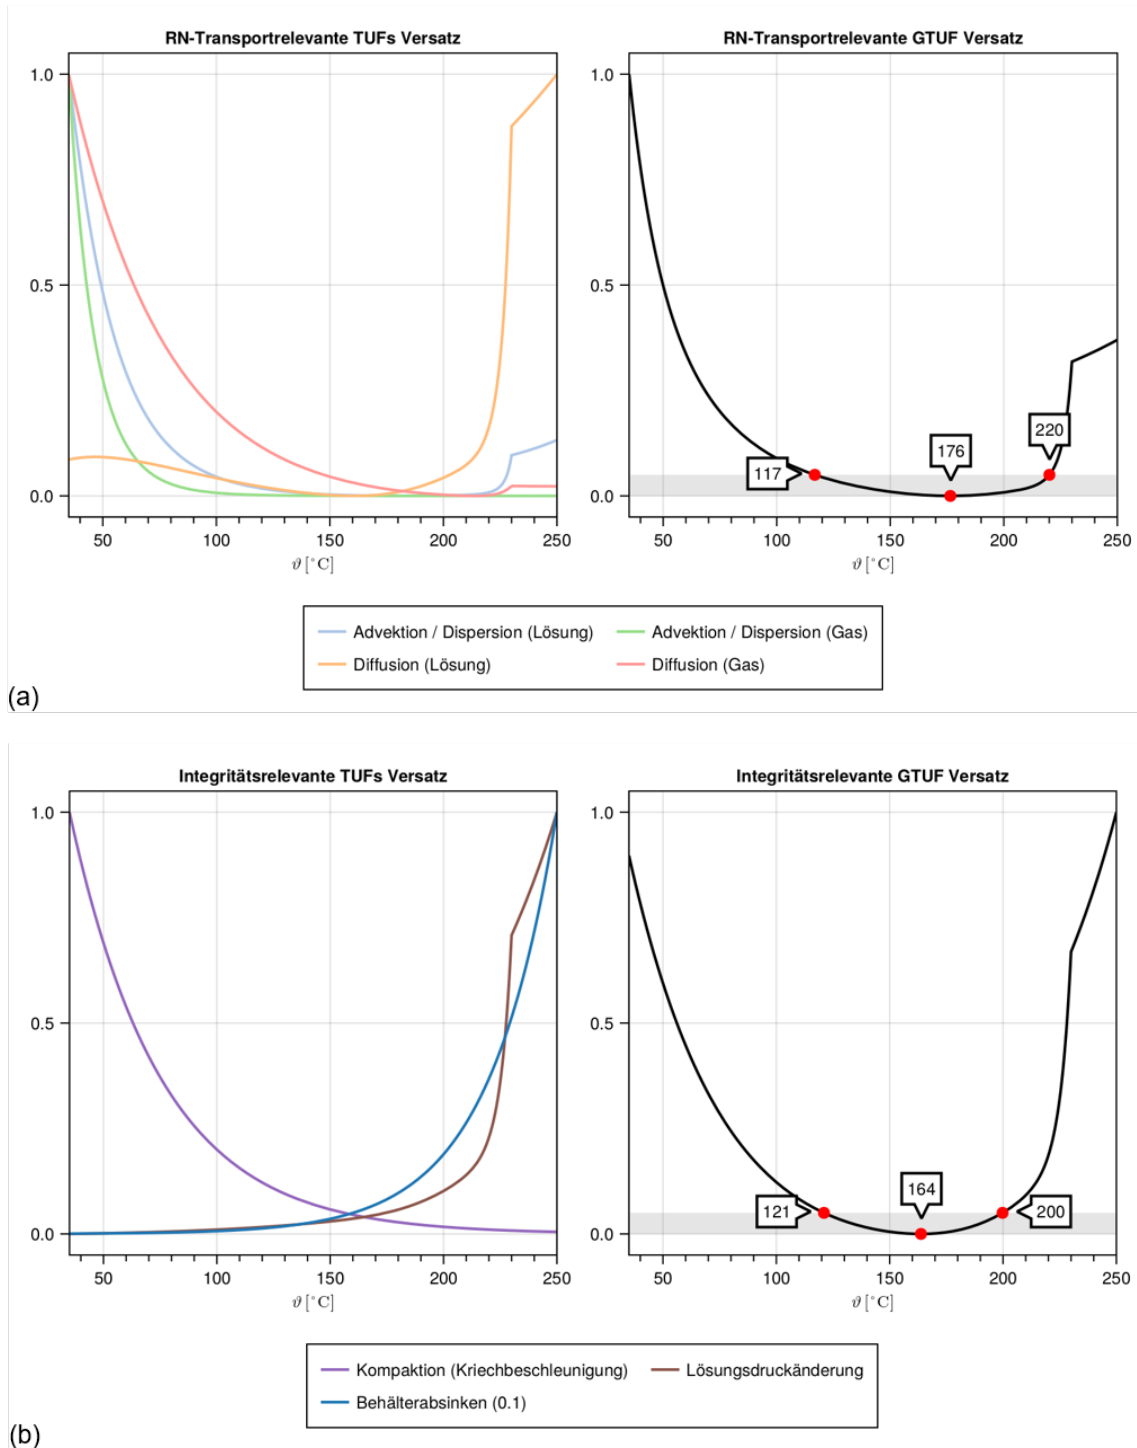 RN-Transportrelevante TUFs Versatz
1.0
0.5
0.0
50 100 150 200 250
ϑ [°C]
RN-Transportrelevante GTUF Versatz
1.0
0.5
0.0
117
176
220
50 100 150 200 250
ϑ [°C]
Advektion / Dispersion (Lösung) Advektion / Dispersion (Gas)
Diffusion (Lösung) Diffusion (Gas)
(a)
Integritätsrelevante TUFs Versatz
1.0
0.5
0.0
50 100 150 200 250
ϑ [°C]
Integritätsrelevante GTUF Versatz
1.0
0.5
0.0
121
164
200
50 100 150 200 250
ϑ [°C]
Kompaktion (Kriechbeschleunigung) Lösungsdruckänderung
Behälterabsinken (0.1)
(b)